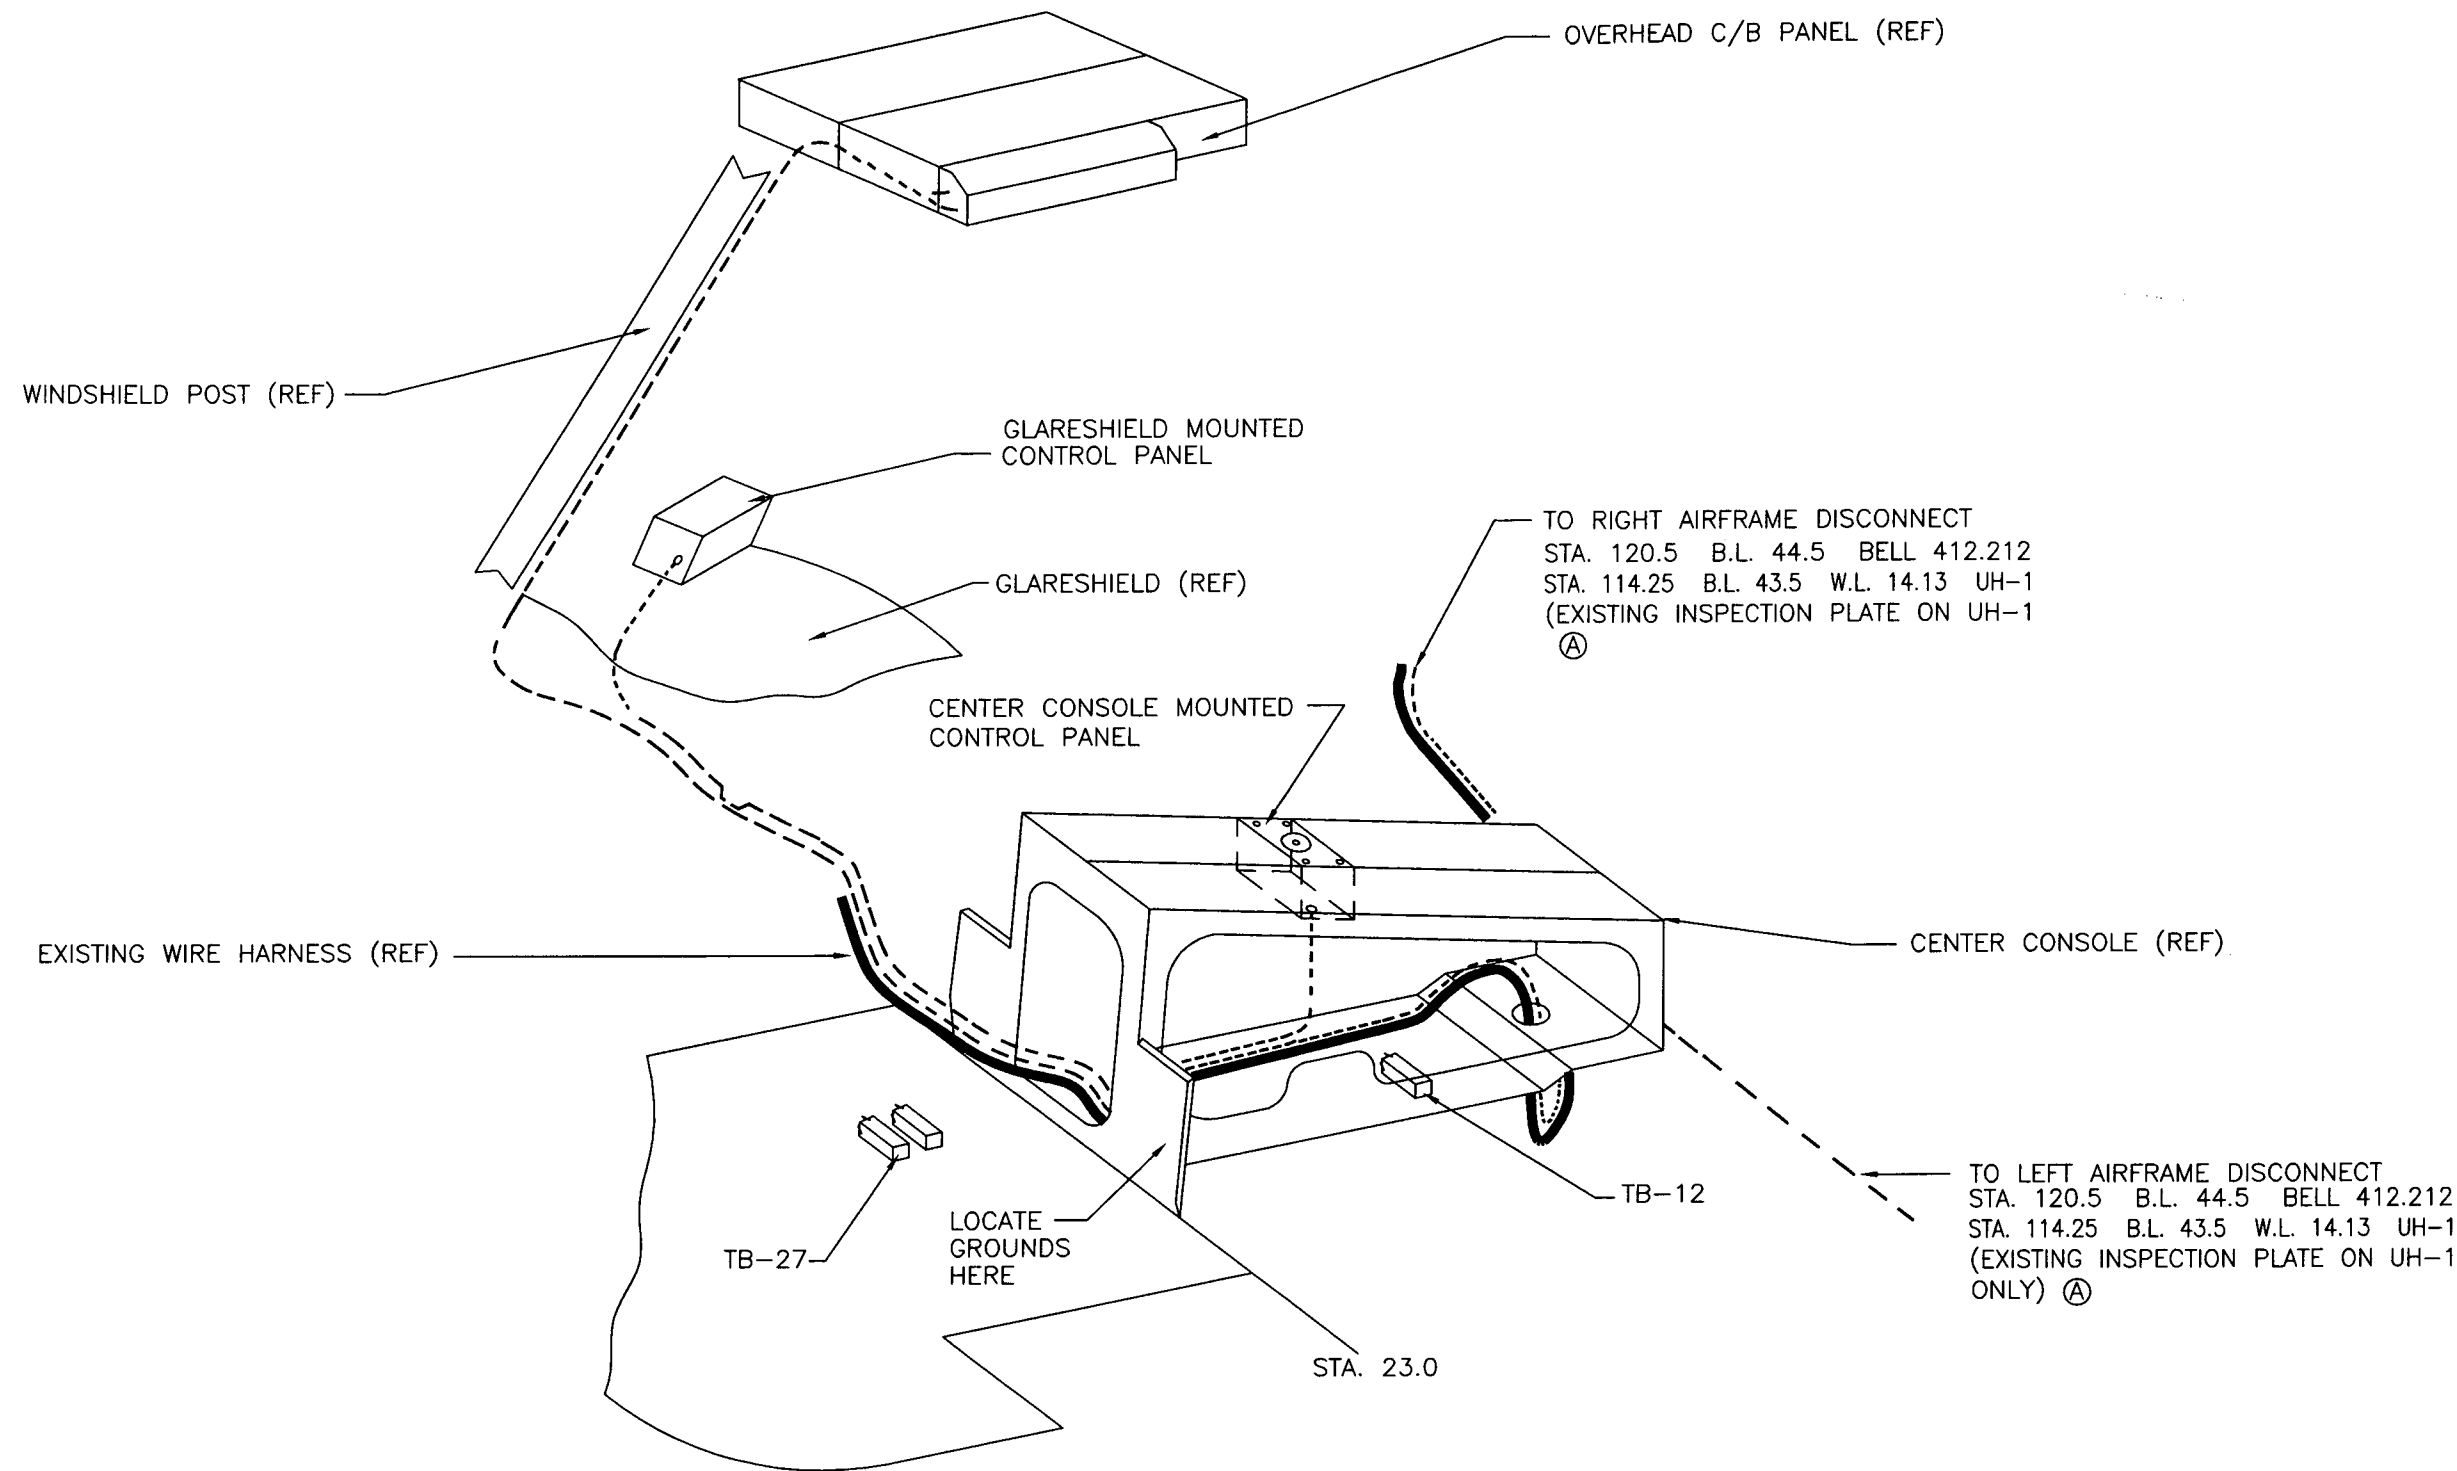 OVERHEAD C/B PANEL (REF)
WINDSHIELD POST (REF)
GLARESHIELD MOUNTED
CONTROL PANEL
TO RIGHT AIRFRAME DISCONNECT
STA. 120.5 B.L. 44.5 BELL 412.212
STA. 114.25 B.L. 43.5 W.L. 14.13 UH-1
(EXISTING INSPECTION PLATE ON UH-1
Ⓐ
GLARESHIELD (REF)
CENTER CONSOLE MOUNTED
CONTROL PANEL
EXISTING WIRE HARNESS (REF)
CENTER CONSOLE (REF)
TO LEFT AIRFRAME DISCONNECT
STA. 120.5 B.L. 44.5 BELL 412.212
STA. 114.25 B.L. 43.5 W.L. 14.13 UH-1
(EXISTING INSPECTION PLATE ON UH-1
ONLY) Ⓐ
TB-12
LOCATE
GROUNDS
HERE
TB-27
STA. 23.0